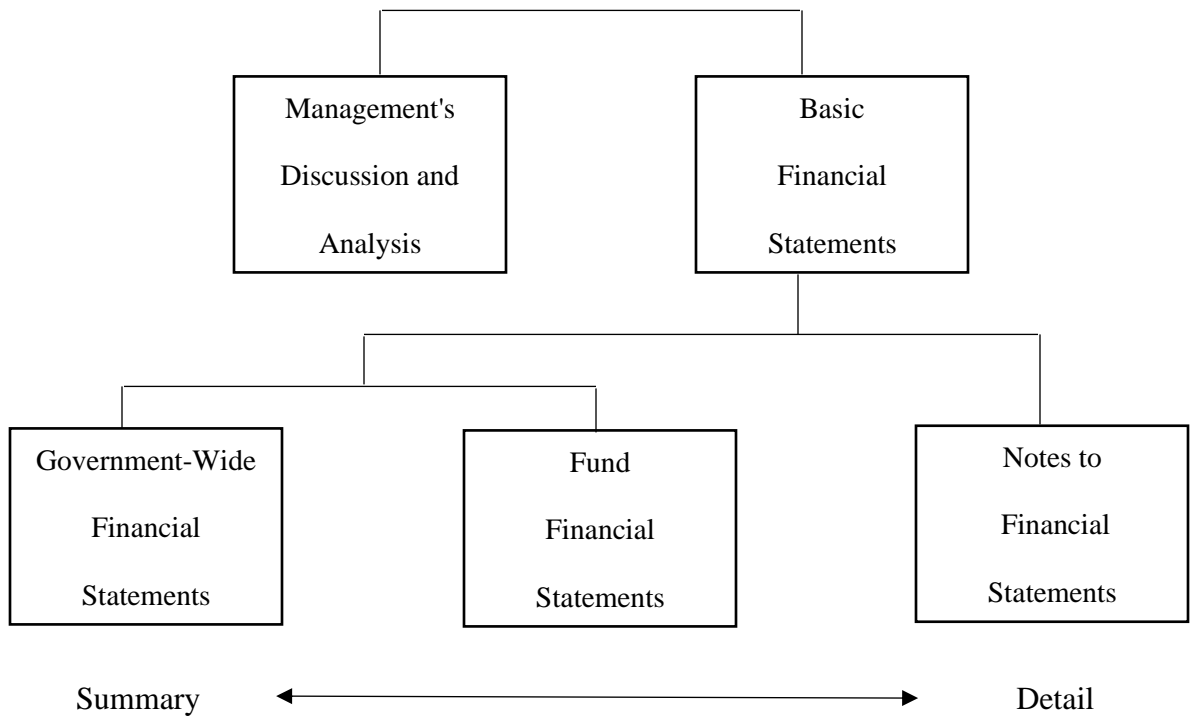 Management's
Discussion and
Analysis
Basic
Financial
Statements
Government-Wide
Financial
Statements
Fund
Financial
Statements
Notes to
Financial
Statements
Summary
Detail